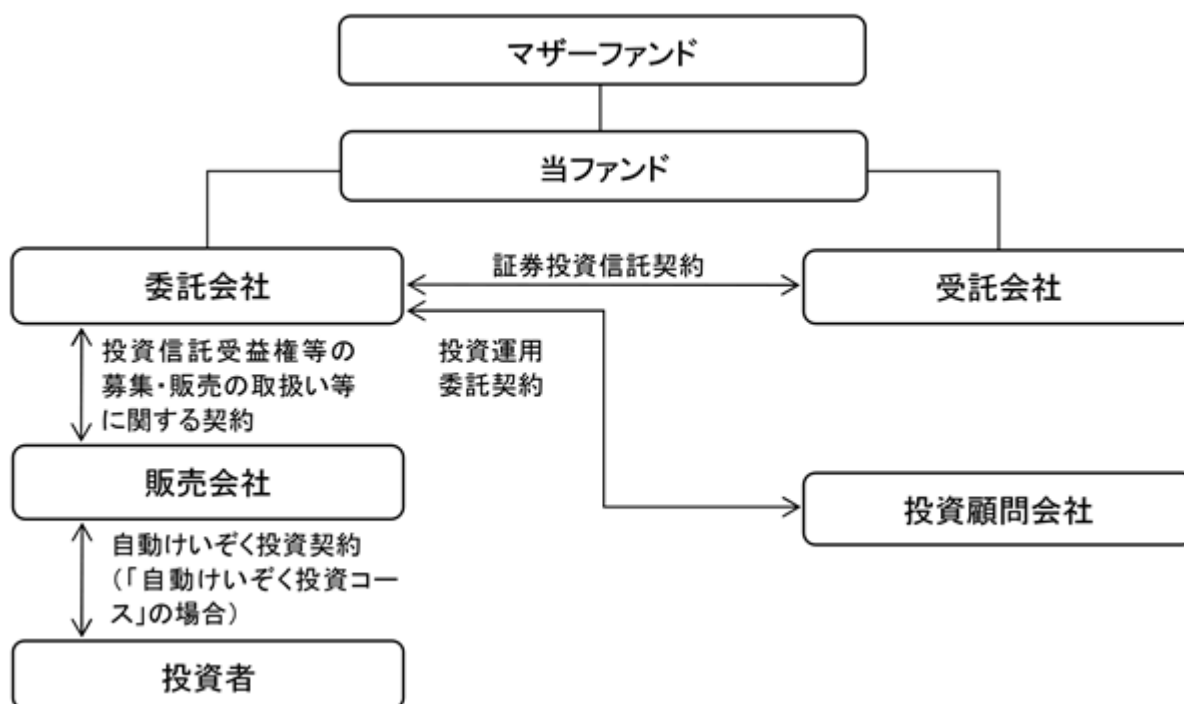 マザーファンド
当ファンド
委託会社
証券投資信託契約
受託会社
投資信託受益権等の
募集・販売の取扱い等
に関する契約
投資運用
委託契約
販売会社
投資顧問会社
自動けいぞく投資契約
（「自動けいぞく投資コー
ス」の場合）
投資者